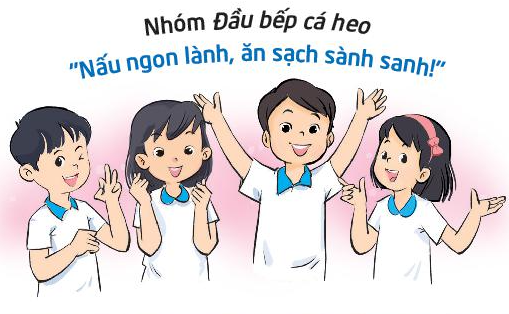 Nhóm Đầu bếp cá heo
"Nấu ngon lành, ăn sạch sành sanh!"